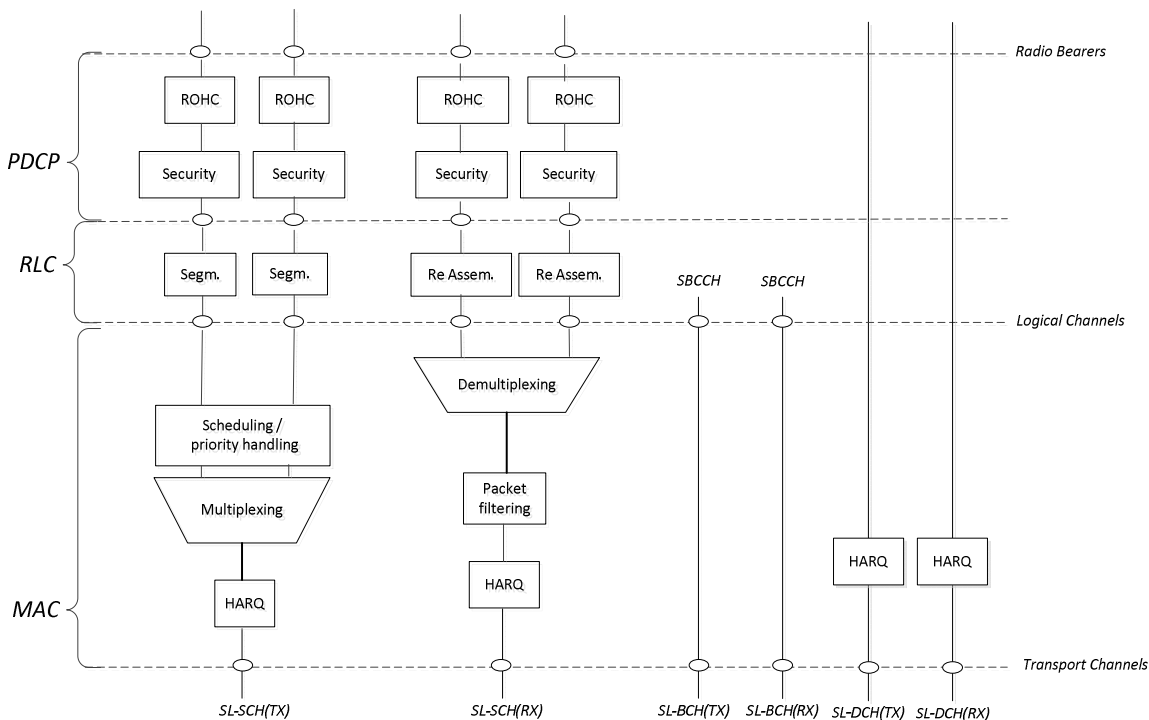 Radio Bearers
ROHC
ROHC
ROHC
ROHC
PDCP
Security
Security
Security
Security
RLC
Segm.
Segm.
Re Assem.
Re Assem.
SBCCH
SBCCH
Logical Channels
Demultiplexing
Scheduling /
priority handling
Packet
filtering
Multiplexing
HARQ
HARQ
HARQ
HARQ
MAC
Transport Channels
SL-SCH(TX)
SL-SCH(RX)
SL-BCH(TX)
SL-BCH(RX)
SL-DCH(TX)
SL-DCH(RX)